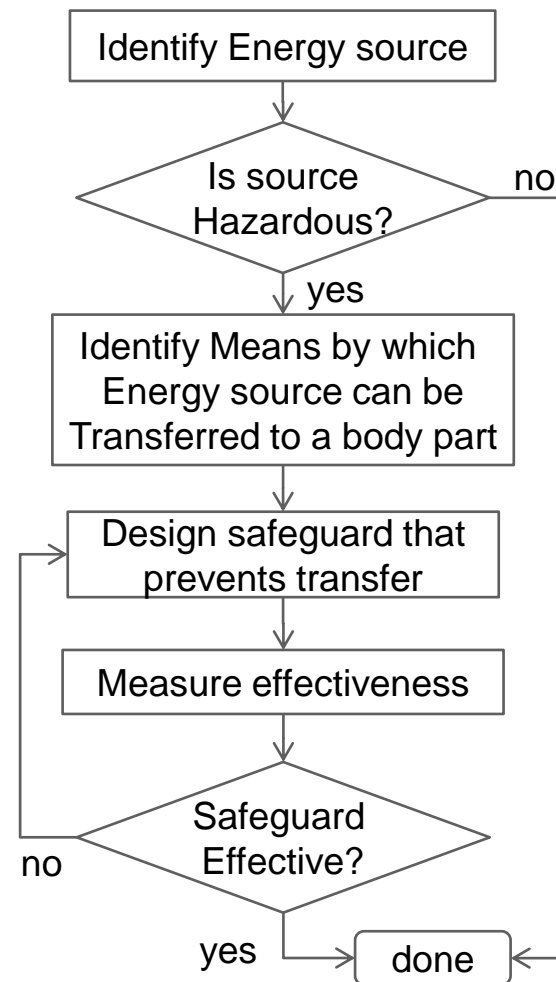 Identify Energy source
Is source
Hazardous?
no
yes
Identify Means by which
Energy source can be
Transferred to a body part
Design safeguard that
prevents transfer
Measure effectiveness
Safeguard
Effective?
no
yes
done